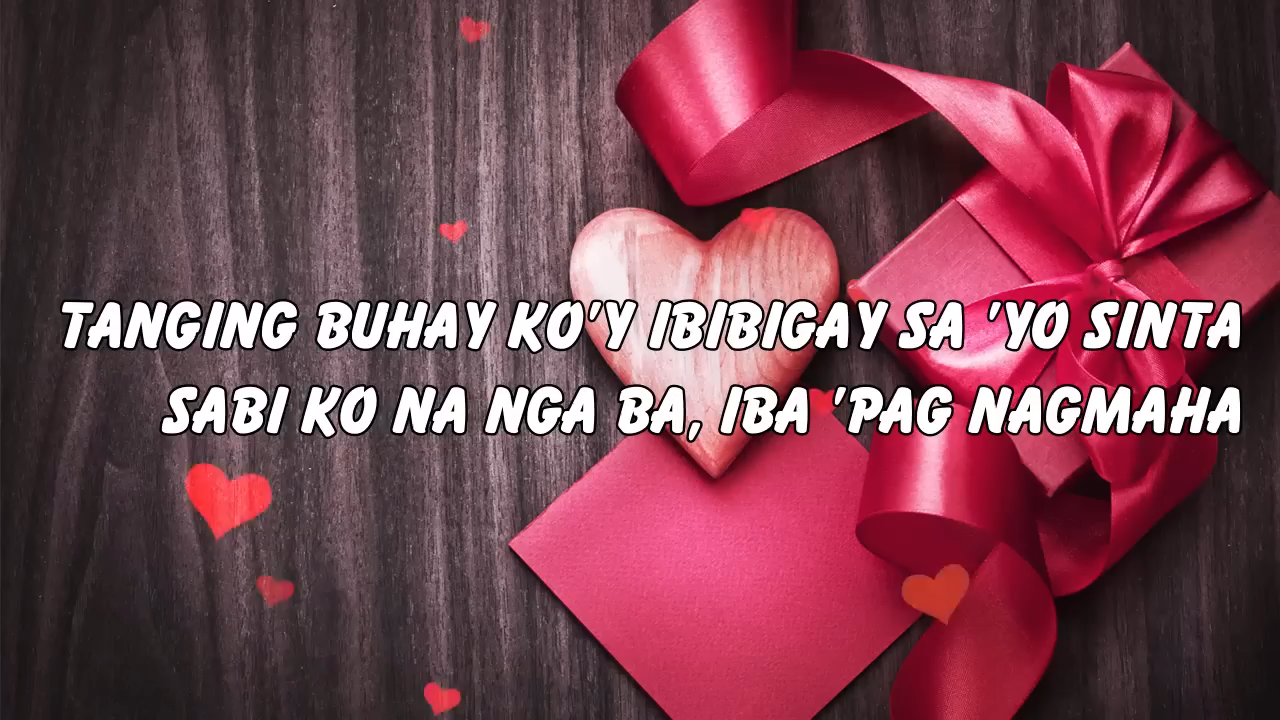 TANGING BUHAY KO'Y IBIBIGAY SA 'YO SINTA
SABI KO NA NGA BA, IBA 'PAG NAGMAHA